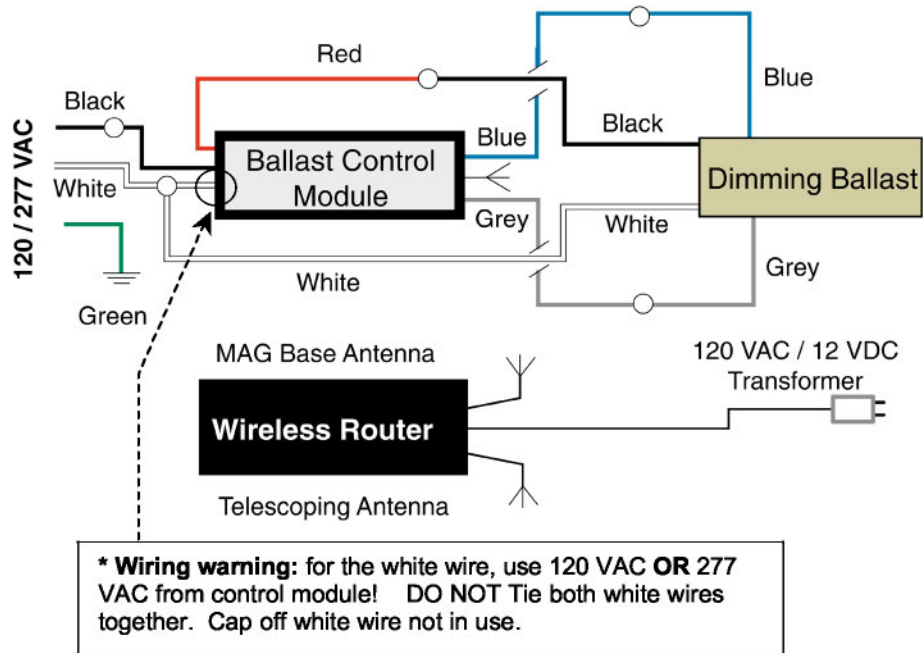 Red
Blue
Black
120 / 277 VAC
White
Green
Ballast Control
Module
Blue
Grey
Black
Dimming Ballast
White
White
Grey
MAG Base Antenna
120 VAC / 12 VDC
Transformer
Wireless Router
Telescoping Antenna
* Wiring warning: for the white wire, use 120 VAC OR 277
VAC from control module! DO NOT Tie both white wires
together. Cap off white wire not in use.